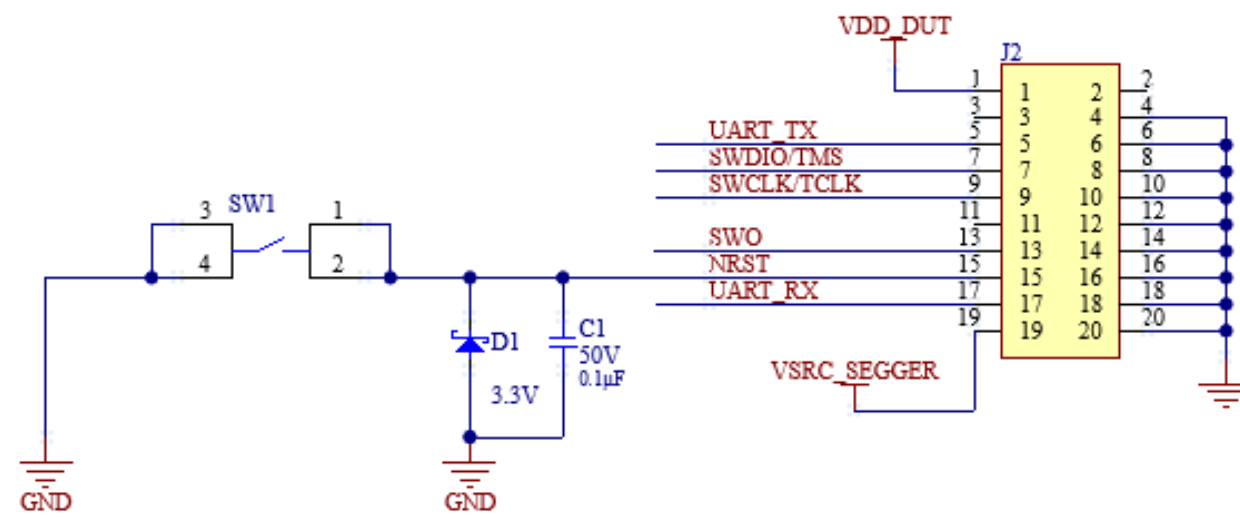 VDD_DUT
J2
1 1 2 2
3 3 4 4
UART_TX 5 5 6 6
SWDIO/TMS 7 7 8 8
SWCLK/TCLK 9 9 10 10
11 11 12 12
SWO 13 13 14 14
NRST 15 15 16 16
UART_RX 17 17 18 18
19 19 20 20
VSRC_SEGGER
SW1
3 1
4 2
D1
3.3V
C1
50V
0.1µF
GND
GND